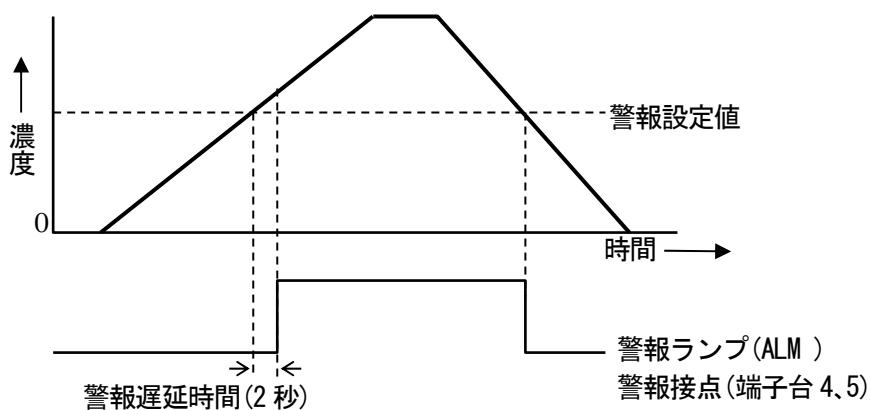 濃度
警報設定値
0
時間
警報ランプ(ALM )
警報接点(端子台 4、5)
警報遅延時間(2 秒)